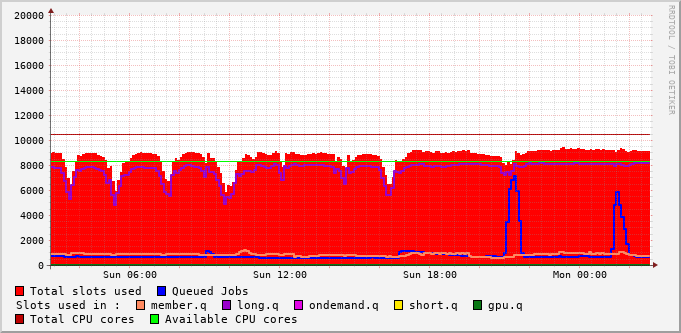 20000
18000
16000
14000
12000
10000
8000
6000
4000
2000
0
Sun 06:00 Sun 12:00 Sun 18:00 Mon 00:00
Total slots used Queued Jobs
Slots used in : member.q long.q ondemand.q short.q gpu.q
Total CPU cores Available CPU cores
RRDTOOL / TOBI OETIKER